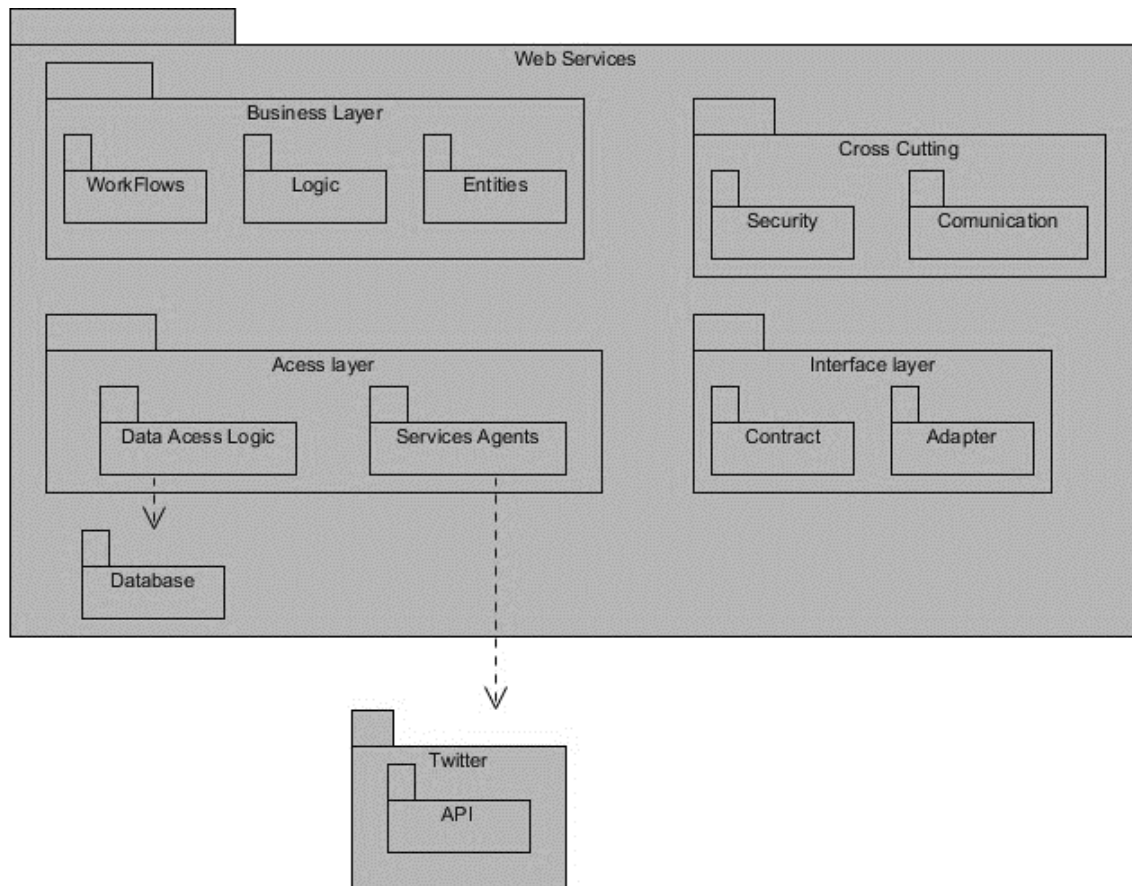 Web Services
Business Layer
WorkFlows
Logic
Entities
Cross Cutting
Security
Comunication
Acess layer
Data Acess Logic
Services Agents
Interface layer
Contract
Adapter
Database
Twitter
API